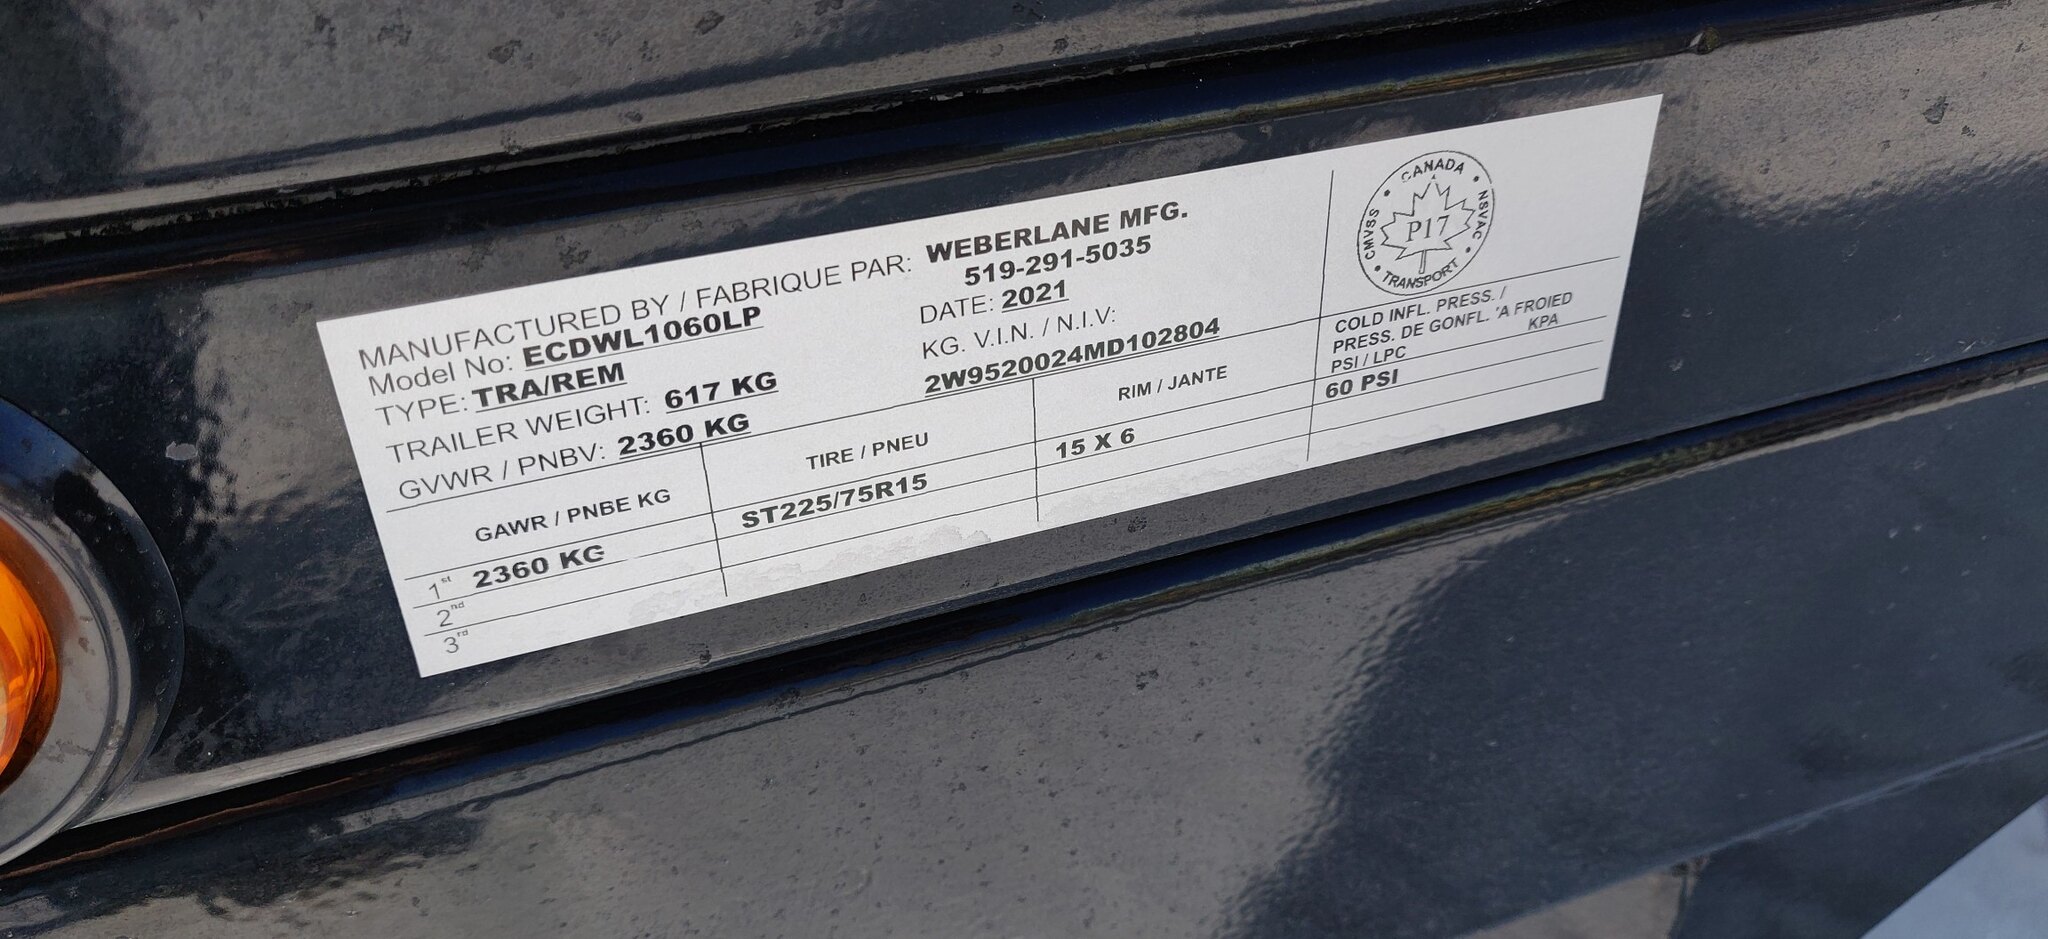 MANUFACTURED BY / FABRIQUE PAR: WEBERLANE MFG.
519-291-5035
Model No: ECDWL1060LP
DATE: 2021
TYPE: TRA/REM
KG. V.I.N. / N.I.V:
TRAILER WEIGHT: 617 KG
2W9520024MD102804
GVWR / PNBV: 2360 KG
CANADA
CMVSS
NSVAC
P17
TRANSPORT
GAWR / PNBE KG
TIRE / PNEU
RIM / JANTE
COLD INFL. PRESS. /
PRESS. DE GONFL. 'A FROIED
PSI / LPC KPA
1st 2360 KG ST225/75R15 15 X 6 60 PSI
2nd
3rd